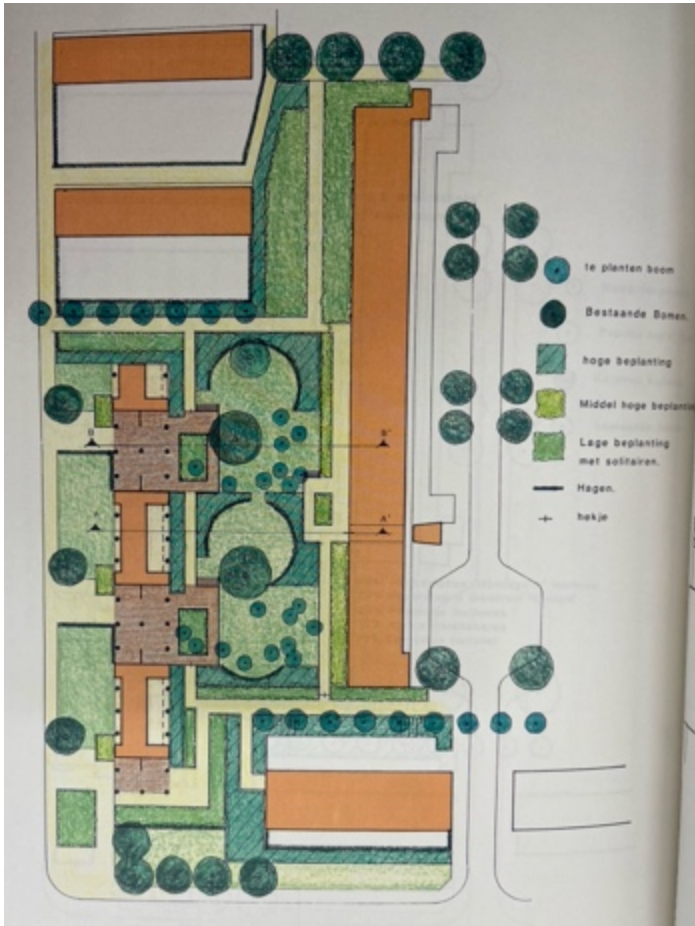 te planten boom
Bestaande Bomen.
hoge beplanting
Middel hoge beplanting
Lage beplanting
met solitairen.
Hagen.
hekje
B
B'
A
A'